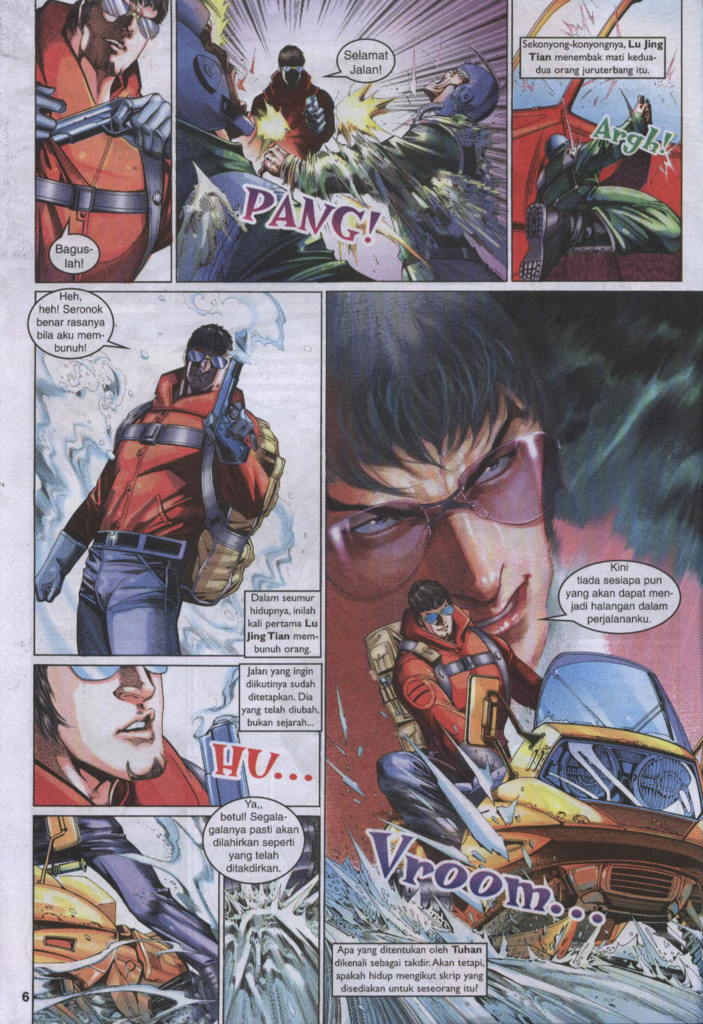 Bagus-
lah!
Selamat
Jalan!
PANG!
Sekonyong-konyongnya, Lu Jing
Tian menembak mati kedua-
dua orang juruterbang itu.
Argh!
Heh,
heh! Seronok
benar rasanya
bila aku mem-
bunuh!
Dalam seumur
hidupnya, inilah
kali pertama Lu
Jing Tian mem-
bunuh orang.
Jalan yang ingin
diikutinya sudah
ditetapkan. Dia
yang telah diubah,
bukan sejarah...
HU...
Ya,,
betul! Segala-
galanya pasti akan
dilahirkan seperti
yang telah
ditakdirkan.
Kini
tiada sesiapa pun
yang akan dapat men-
jadi halangan dalam
perjalananku.
Vroom...
Apa yang ditentukan oleh Tuhan
dikenali sebagai takdir. Akan tetapi,
apakah hidup mengikut skrip yang
disediakan untuk seseorang itu?
6